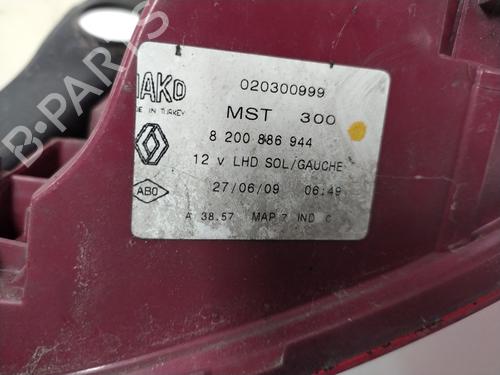 MAKO
020300999
MADE IN TURKEY
MST 300
8 200 886 944
12 v LHD SOL/GAUCHE
ABO 27/06/09 06:49
A 38.57 MAP 7 IND C
B-PARTS